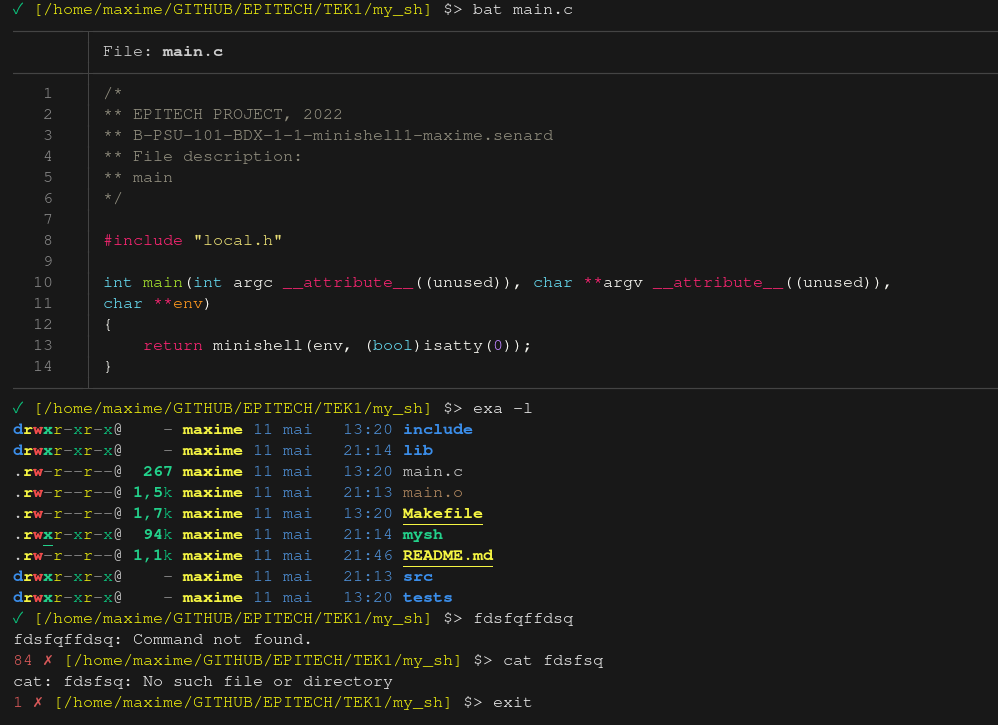 ✓ [/home/maxime/GITHUB/EPITECH/TEK1/my_sh] $> bat main.c
File: main.c
1 /*
2 ** EPITECH PROJECT, 2022
3 ** B-PSU-101-BDX-1-1-minishell1-maxime.senard
4 ** File description:
5 ** main
6 */
7
8 #include "local.h"
9
10 int main(int argc __attribute__((unused)), char **argv __attribute__((unused)),
11 char **env)
12 {
13     return minishell(env, (bool)isatty(0));
14 }
✓ [/home/maxime/GITHUB/EPITECH/TEK1/my_sh] $> exa -l
drwxr-xr-x@    - maxime 11 mai   13:20 include
drwxr-xr-x@    - maxime 11 mai   21:14 lib
.rw-r--r--@  267 maxime 11 mai   13:20 main.c
.rw-r--r--@ 1,5k maxime 11 mai   21:13 main.o
.rw-r--r--@ 1,7k maxime 11 mai   13:20 Makefile
.rwxr-xr-x@  94k maxime 11 mai   21:14 mysh
.rw-r--r--@ 1,1k maxime 11 mai   21:46 README.md
drwxr-xr-x@    - maxime 11 mai   21:13 src
drwxr-xr-x@    - maxime 11 mai   13:20 tests
✓ [/home/maxime/GITHUB/EPITECH/TEK1/my_sh] $> fdsfqffdsq
fdsfqffdsq: Command not found.
84 ✗ [/home/maxime/GITHUB/EPITECH/TEK1/my_sh] $> cat fdsfsq
cat: fdsfsq: No such file or directory
1 ✗ [/home/maxime/GITHUB/EPITECH/TEK1/my_sh] $> exit